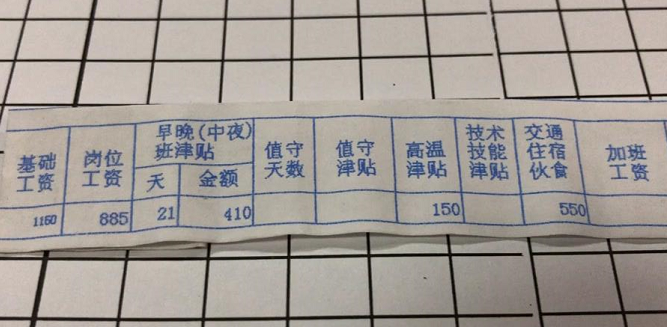 基础
工资
岗位
工资
早晚(中夜)
班津贴
天
金额
值守
天数
值守
津贴
高温
津贴
技术
技能
津贴
交通
住宿
伙食
加班
工资
1150
885
21
410
150
550